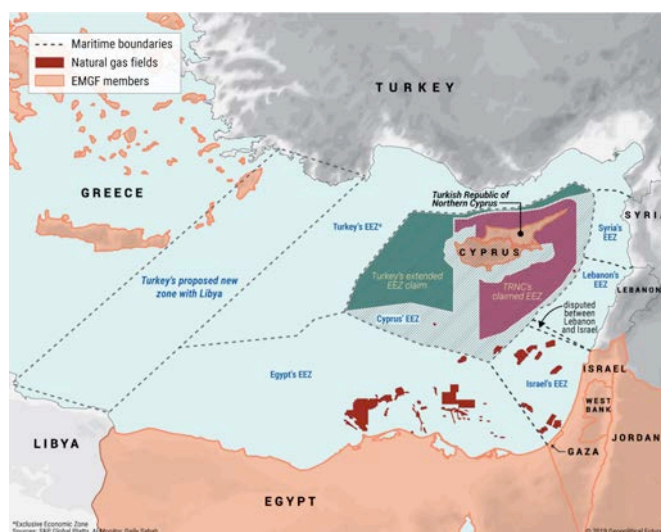 Maritime boundaries
Natural gas fields
EMGF members
TURKEY
GREECE
Turkish Republic of
Northern Cyprus
SYRIA
Turkey's EEZ*
Syria's
EEZ
CYPRUS
Turkey's proposed new
zone with Libya
Turkey's extended
EEZ claim
TRNC's
claimed EEZ
Lebanon's
EEZ
LEBANON
Cyprus' EEZ
disputed
between
Lebanon
and Israel
Egypt's EEZ
Israel's EEZ
ISRAEL
WEST
BANK
LIBYA
JORDAN
GAZA
EGYPT
*Exclusive Economic Zone
© 2019 Geopolitical Futures